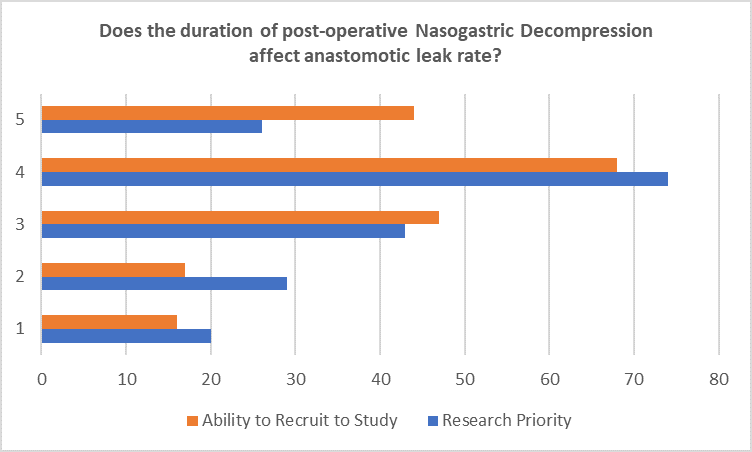 Does the duration of post-operative Nasogastric Decompression
affect anastomotic leak rate?
5
4
3
2
1
0 10 20 30 40 50 60 70 80
Ability to Recruit to Study Research Priority